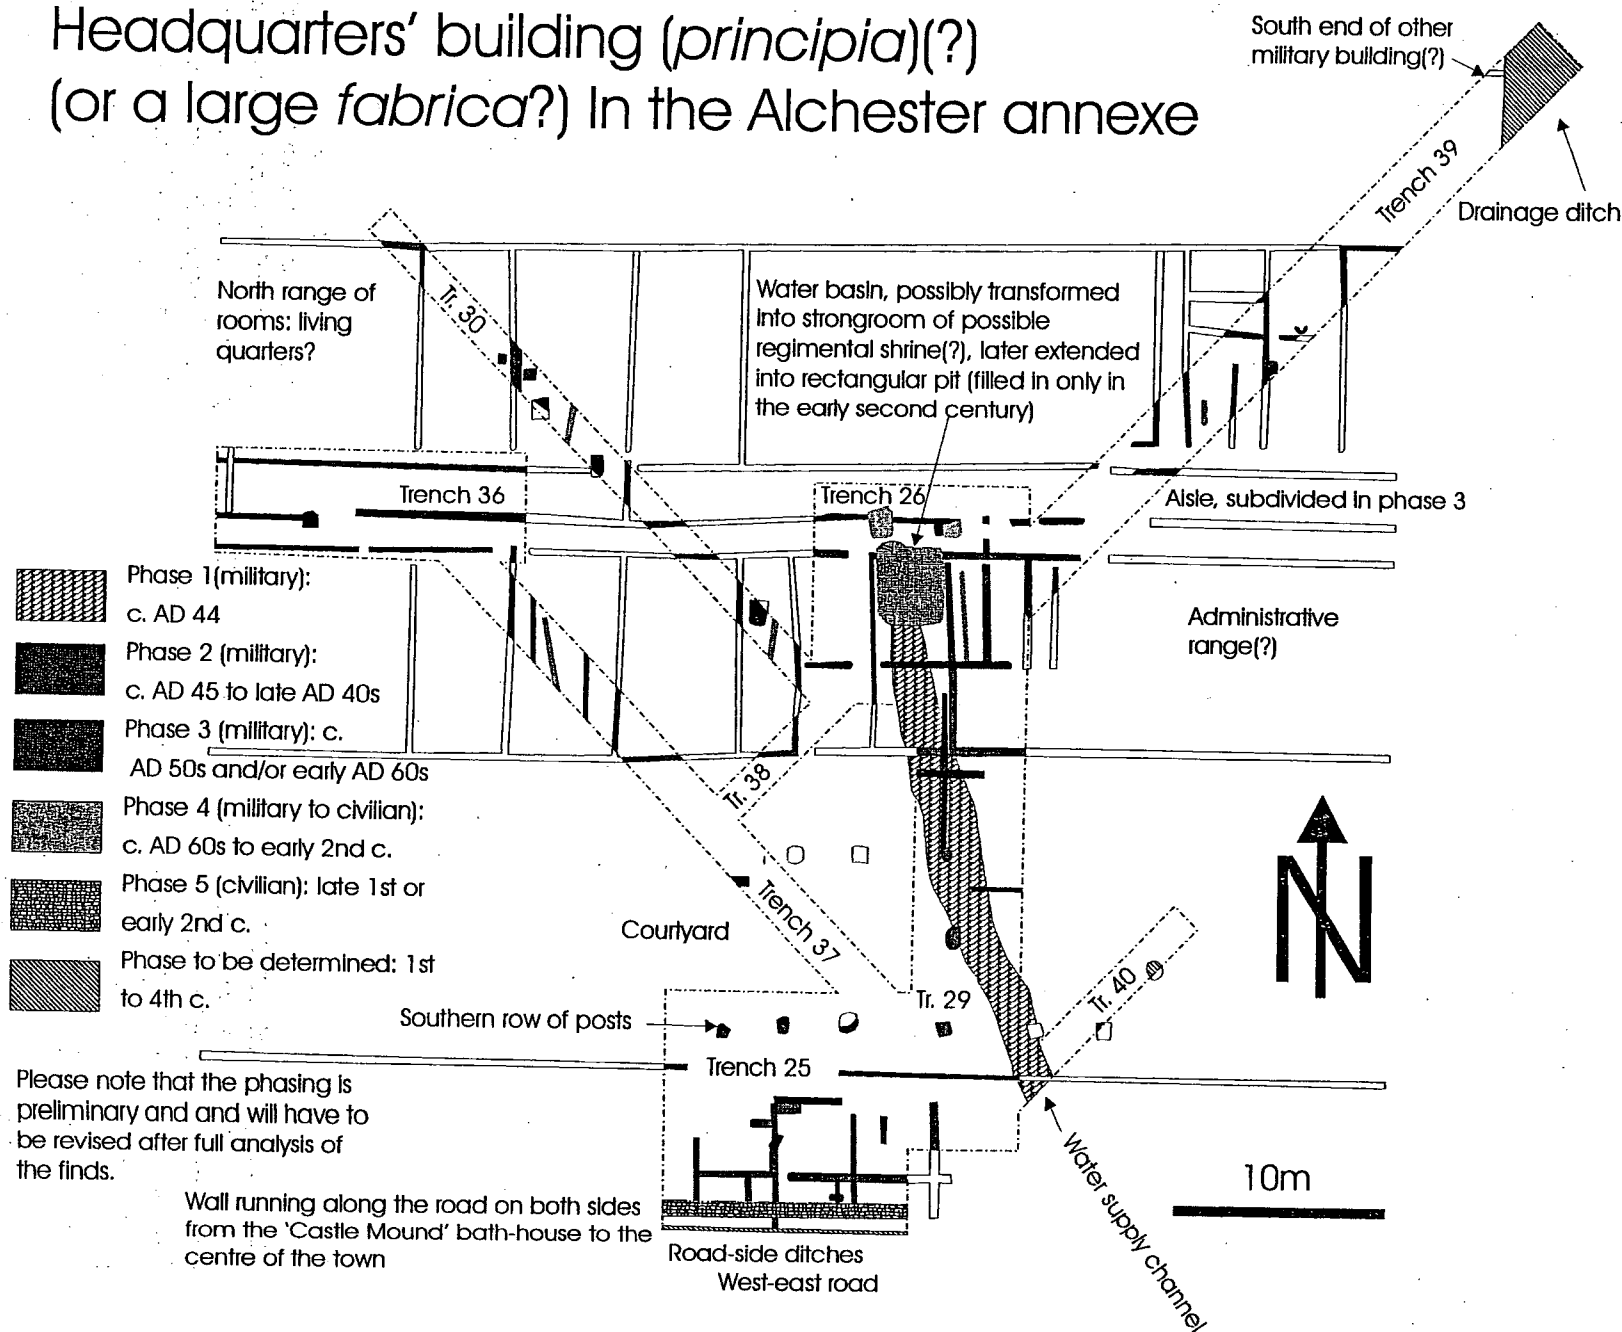 Headquarters' building (principia)(?)
(or a large fabrica?) In the Alchester annexe
South end of other
military building(?)
Trench 39
Drainage ditch
North range of
rooms: living
quarters?
Tr. 30
Water basin, possibly transformed
into strongroom of possible
regimental shrine(?), later extended
into rectangular pit (filled in only in
the early second century)
Trench 36
Trench 26
Aisle, subdivided in phase 3
Administrative
range(?)
Phase 1(military):
c. AD 44
Phase 2 (military):
c. AD 45 to late AD 40s
Phase 3 (military): c.
AD 50s and/or early AD 60s
Phase 4 (military to civilian):
c. AD 60s to early 2nd c.
Phase 5 (civilian): late 1st or
early 2nd c.
Phase to be determined: 1st
to 4th c.
Tr. 38
Trench 37
Courtyard
N
Tr. 29
Tr. 40
Southern row of posts
Trench 25
Please note that the phasing is
preliminary and and will have to
be revised after full analysis of
the finds.
Water supply channel
10m
Wall running along the road on both sides
from the 'Castle Mound' bath-house to the
centre of the town
Road-side ditches
West-east road